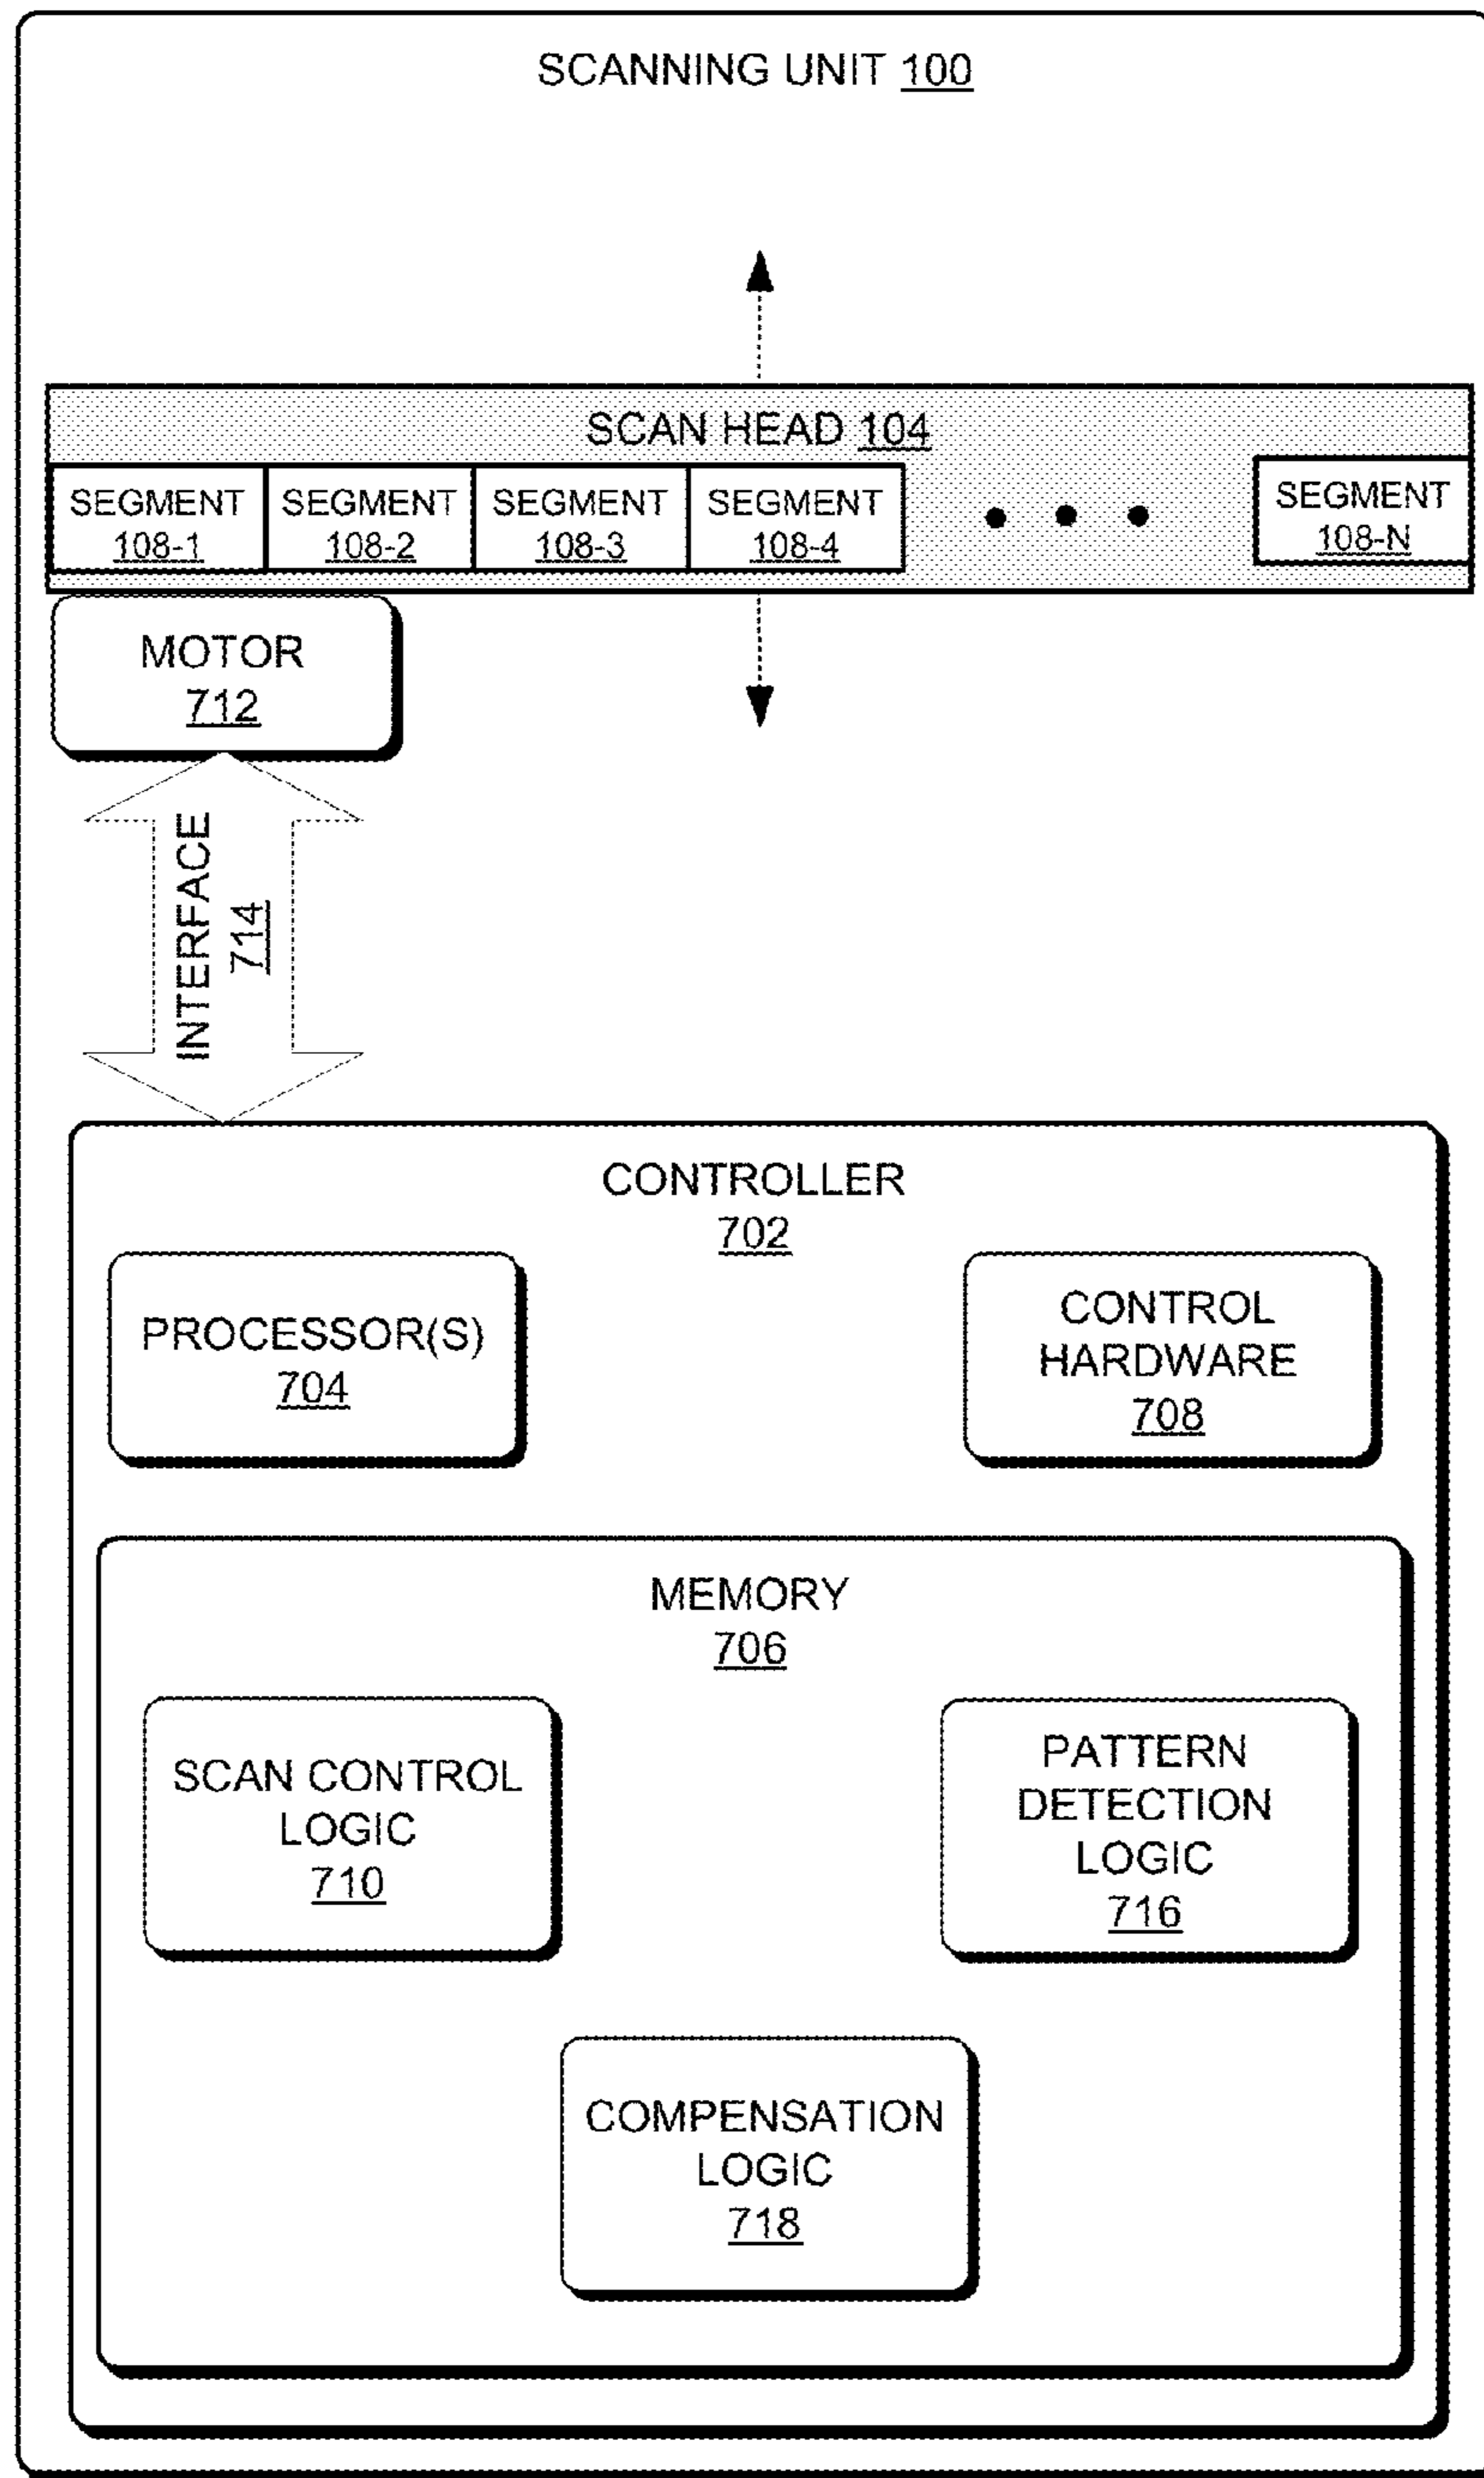 SCANNING UNIT 100
SCAN HEAD 104
SEGMENT
108-1
SEGMENT
108-2
SEGMENT
108-3
SEGMENT
108-4
SEGMENT
108-N
MOTOR
712
INTERFACE
714
CONTROLLER
702
PROCESSOR(S)
704
CONTROL
HARDWARE
708
MEMORY
706
SCAN CONTROL
LOGIC
710
PATTERN
DETECTION
LOGIC
716
COMPENSATION
LOGIC
718